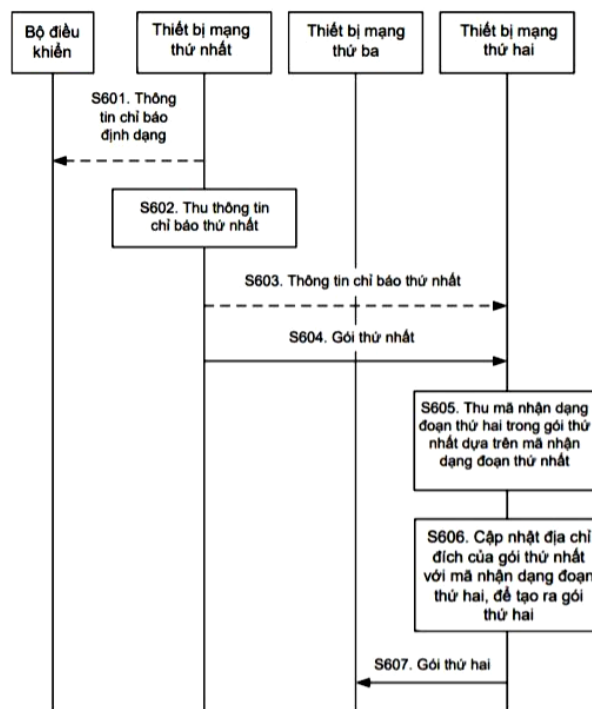 Bộ điều
khiển
Thiết bị mạng
thứ nhất
Thiết bị mạng
thứ ba
Thiết bị mạng
thứ hai
S601. Thông
tin chỉ báo
định dạng
S602. Thu thông tin
chỉ báo thứ nhất
S603. Thông tin chỉ báo thứ nhất
S604. Gói thứ nhất
S605. Thu mã nhận dạng
đoạn thứ hai trong gói thứ
nhất dựa trên mã nhận
dạng đoạn thứ nhất
S606. Cập nhật địa chỉ
đích của gói thứ nhất
với mã nhận dạng đoạn
thứ hai, để tạo ra gói
thứ hai
S607. Gói thứ hai